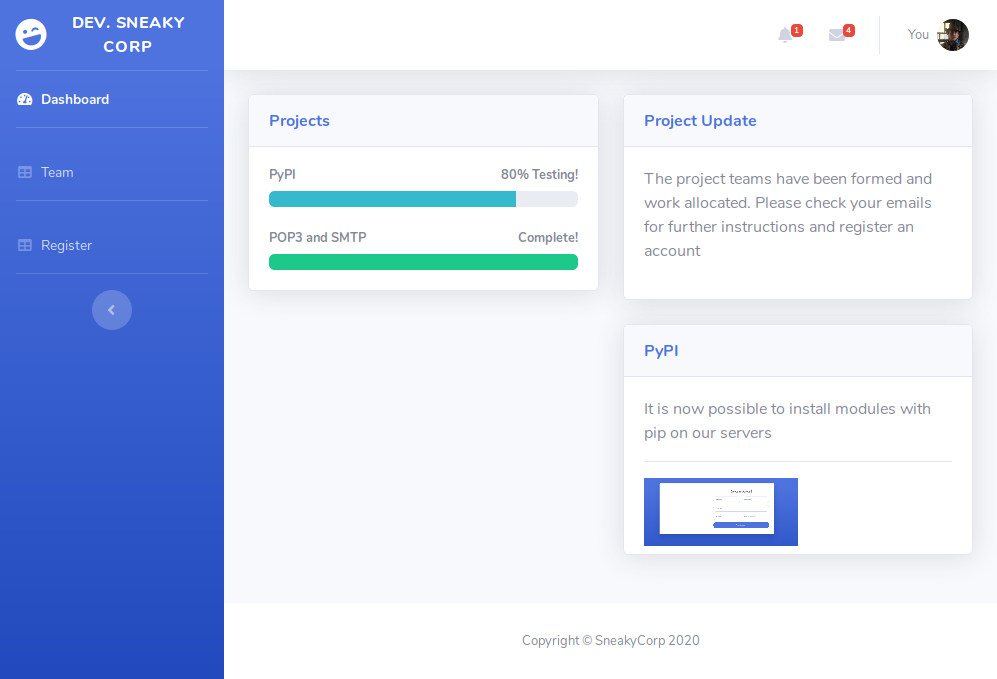 DEV. SNEAKY
CORP
Dashboard
Team
Register
1
4
You
Projects
PyPI
80% Testing!
POP3 and SMTP
Complete!
Project Update
The project teams have been formed and
work allocated. Please check your emails
for further instructions and register an
account
PyPI
It is now possible to install modules with
pip on our servers
Copyright © SneakyCorp 2020